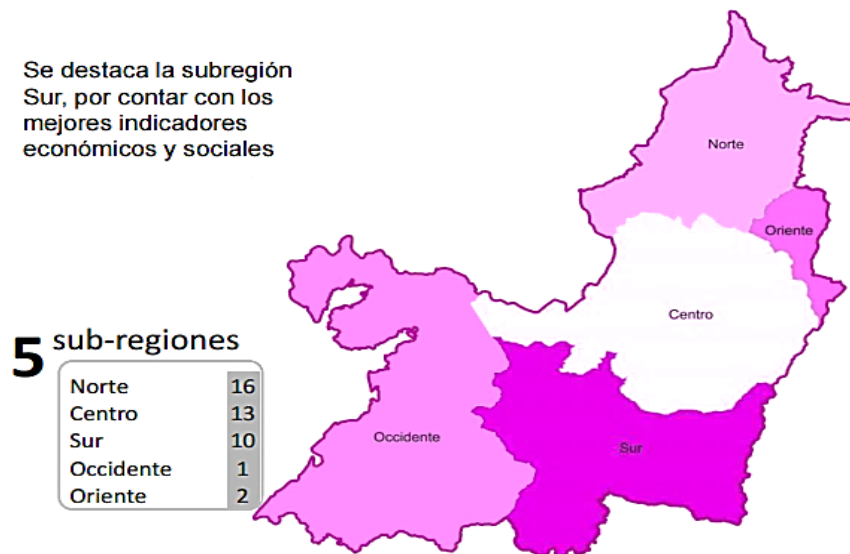 Se destaca la subregión
Sur, por contar con los
mejores indicadores
económicos y sociales
Norte
Oriente
Centro
Occidente
Sur
5 sub-regiones
Norte 16
Centro 13
Sur 10
Occidente 1
Oriente 2